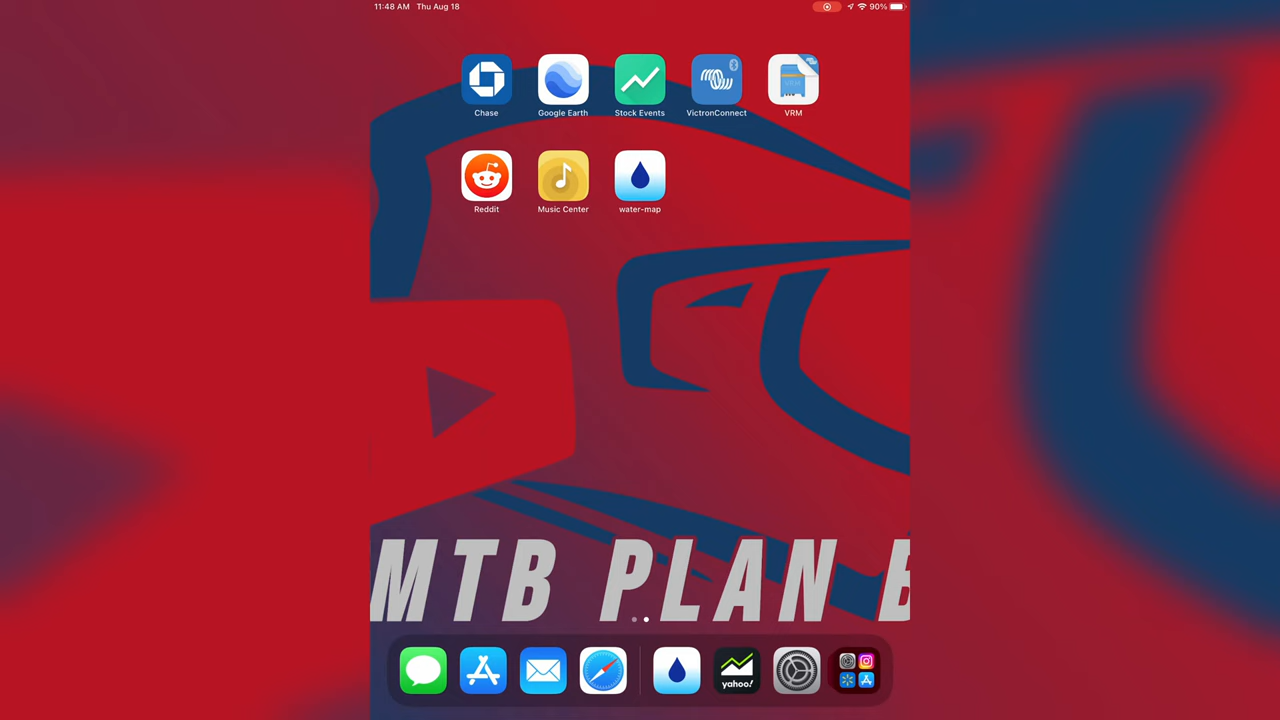 11:48 AM Thu Aug 18
90%
Chase
Google Earth
Stock Events
VictronConnect
VRM
VRM
Reddit
Music Center
water-map
MTB PLAN B
yahoo!